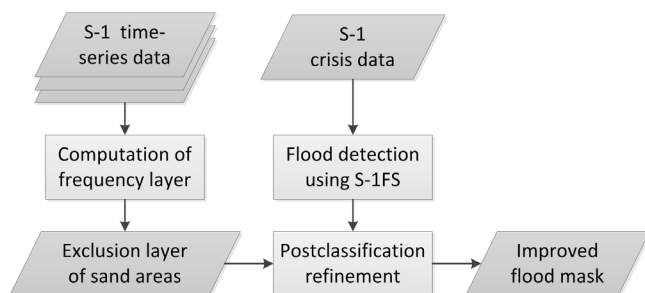 S-1 time-
series data
S-1
crisis data
Computation of
frequency layer
Flood detection
using S-1FS
Exclusion layer
of sand areas
Postclassification
refinement
Improved
flood mask